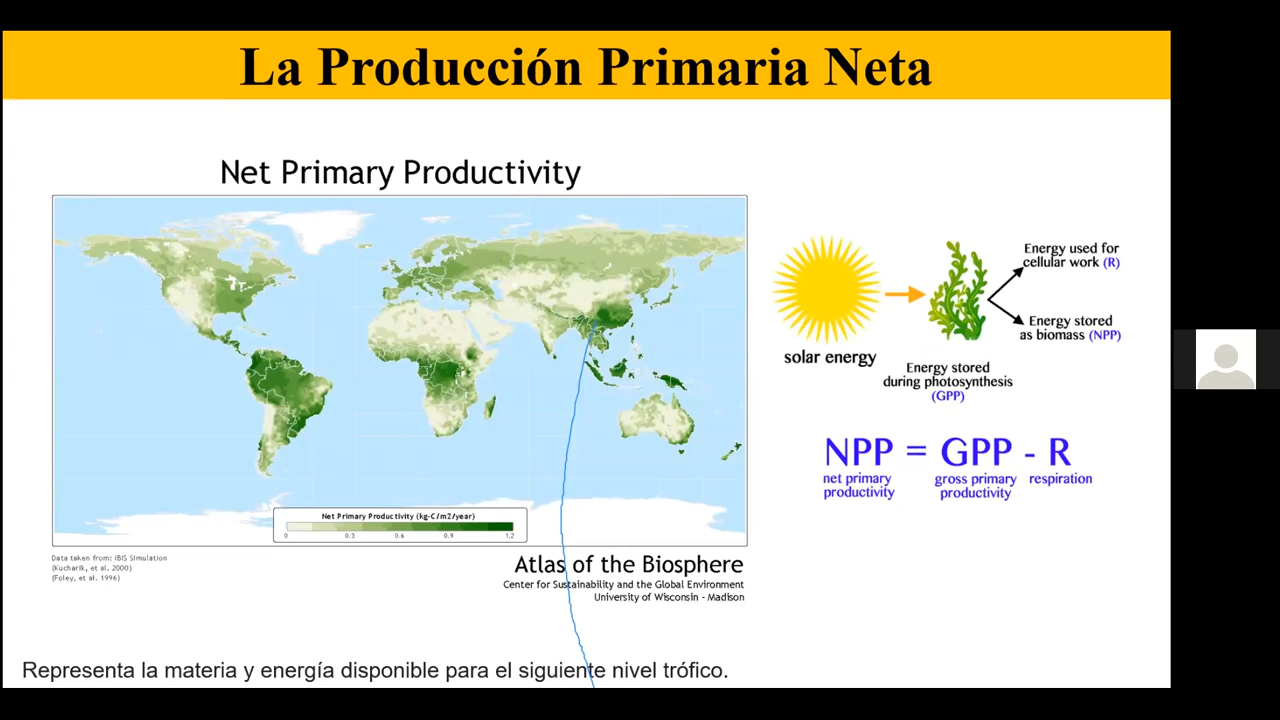 La Producción Primaria Neta
Net Primary Productivity
Net Primary Productivity (kg-C/m2/year)
0 0.3 0.6 0.9 1.2
Data taken from: IBIS Simulation
(Kucharik, et al. 2000)
(Foley, et al. 1996)
Atlas of the Biosphere
Center for Sustainability and the Global Environment
University of Wisconsin - Madison
solar energy
Energy stored
during photosynthesis
(GPP)
Energy used for
cellular work (R)
Energy stored
as biomass (NPP)
NPP = GPP - R
net primary
productivity
gross primary
productivity
respiration
Representa la materia y energía disponible para el siguiente nivel trófico.